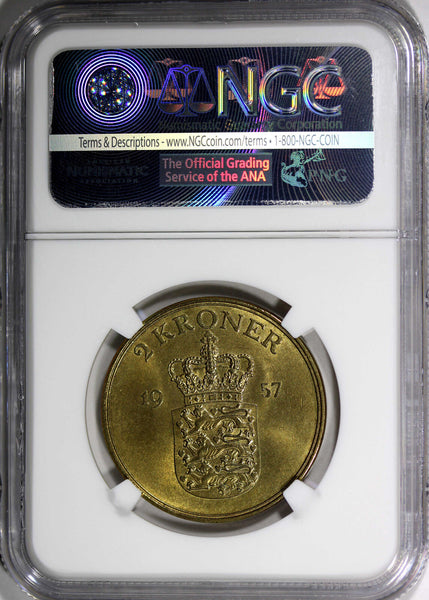 NGC
Corporation
Terms & Descriptions - www.NGCcoin.com/terms • 1-800-NGC-COIN
NUMISMATIC
ASSOCIATION
The Official Grading
Service of the ANA
PNG
2 KRONER
19 57